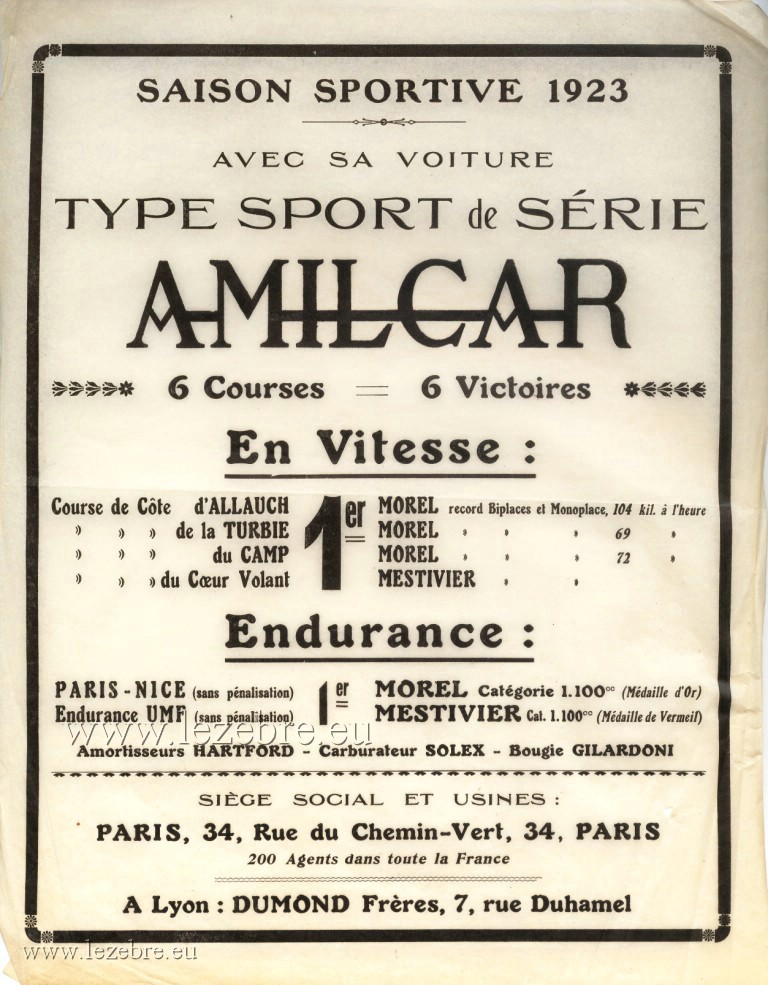 SAISON SPORTIVE 1923
AVEC SA VOITURE
TYPE SPORT de SÉRIE
AMILCAR
6 Courses = 6 Victoires
En Vitesse :
Course de Côte d'ALLAUCH 1er MOREL record Biplaces et Monoplace, 104 kil. à l'heure
» » » de la TURBIE MOREL » » » 69 »
» » » du CAMP MOREL » » » 72 »
» » » du Cœur Volant MESTIVIER » »
Endurance :
PARIS-NICE (sans pénalisation) 1er MOREL Catégorie 1.100cc (Médaille d'Or)
Endurance UMF (sans pénalisation) MESTIVIER Cat. 1.100cc (Médaille de Vermeil)
www.lezebre.eu
Amortisseurs HARTFORD - Carburateur SOLEX - Bougie GILARDONI
SIÈGE SOCIAL ET USINES :
PARIS, 34, Rue du Chemin-Vert, 34, PARIS
200 Agents dans toute la France
A Lyon : DUMOND Frères, 7, rue Duhamel
www.lezebre.eu